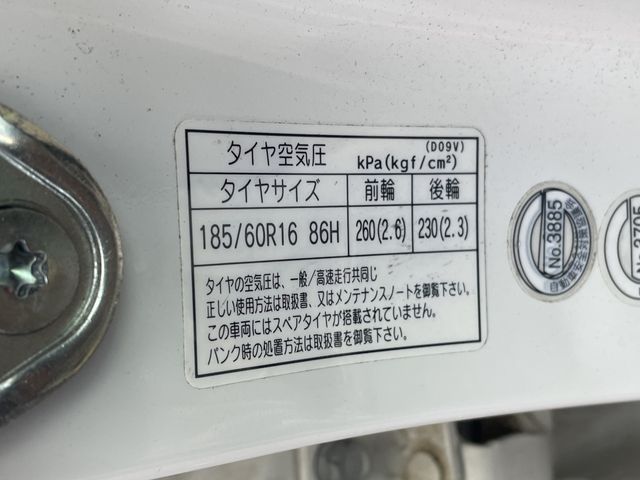 タイヤ空気圧 kPa(kgf/cm²) (D09V)
タイヤサイズ 前輪 後輪
185/60R16 86H 260(2.6) 230(2.3)
タイヤの空気圧は、一般/高速走行共同じ
正しい使用方法は取扱書、又はメンテナンスノートを御覧下さい。
この車両にはスペアタイヤが搭載されていません。
パンク時の処置方法は取扱書を御覧下さい。
No.3885